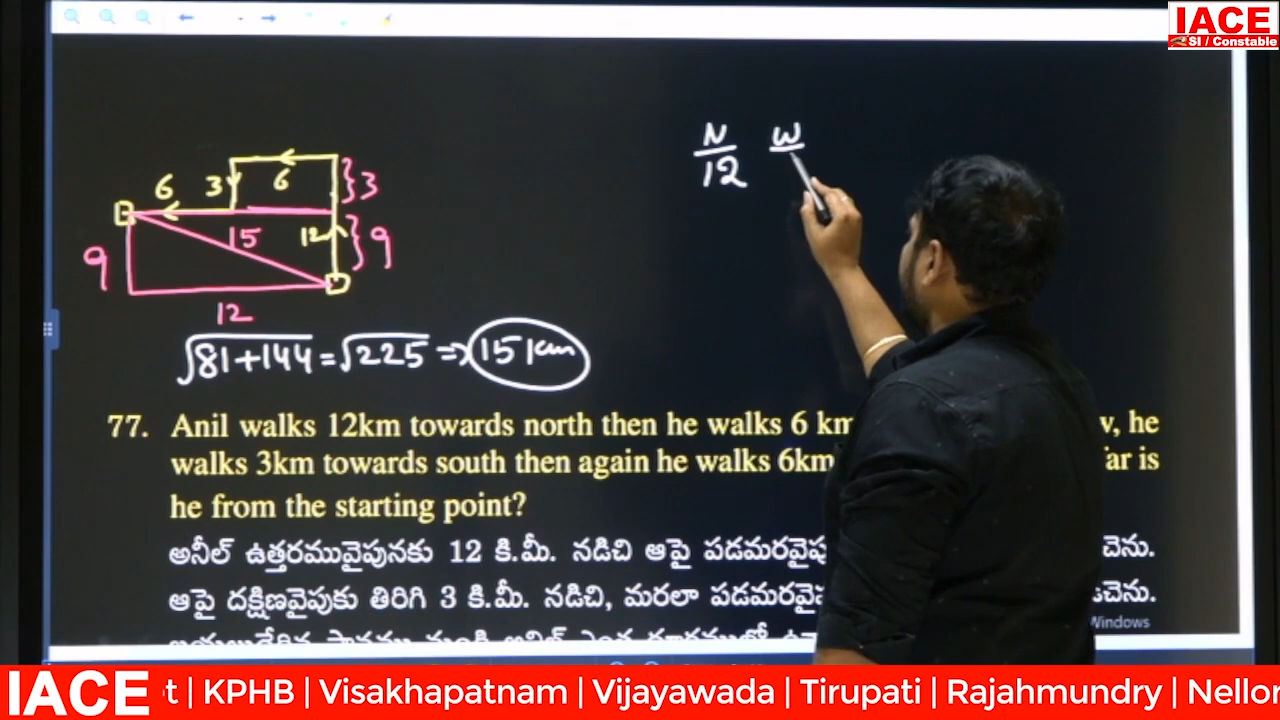 IACE
SI / Constable
N W
12
6 3 6 3
15 12 9
9
12
√81+144 = √225 => 15 km
77. Anil walks 12km towards north then he walks 6 km he
walks 3km towards south then again he walks 6km far is
he from the starting point?
అనీల్ ఉత్తరమువైపునకు 12 కి.మీ. నడిచి ఆపై పడమరవైపు చెను.
ఆపై దక్షిణవైపుకు తిరిగి 3 కి.మీ. నడిచి, మరలా పడమరవై చెను.
Windows
IACE t | KPHB | Visakhapatnam | Vijayawada | Tirupati | Rajahmundry | Nellor